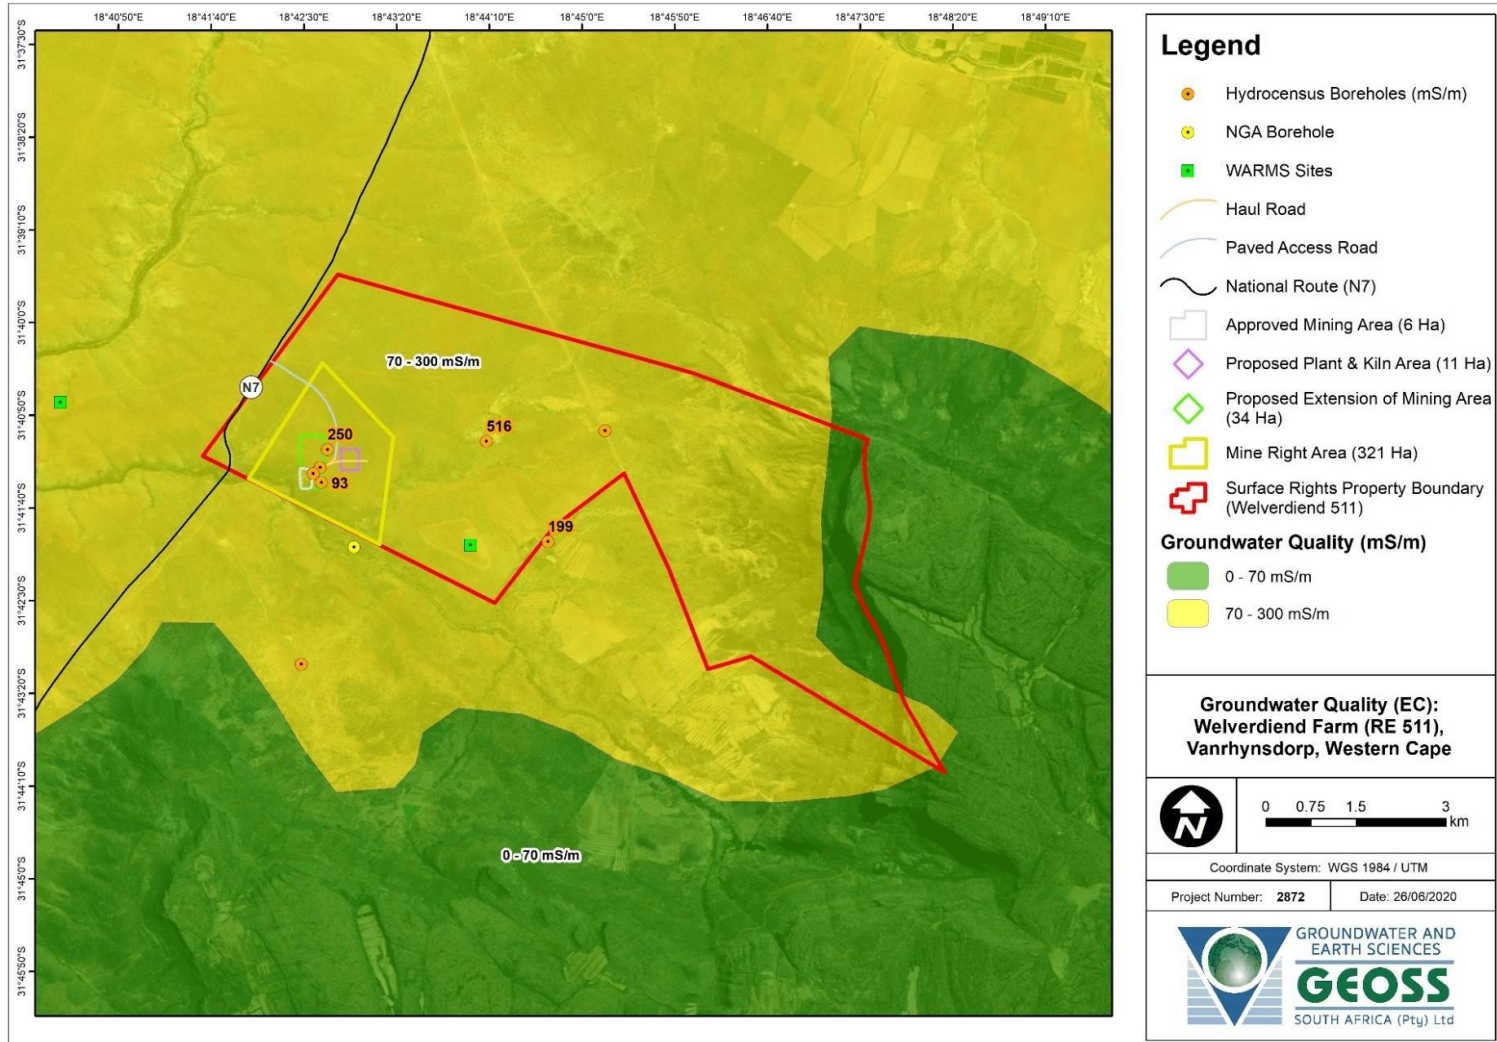 18°40'50"E
18°41'40"E
18°42'30"E
18°43'20"E
18°44'10"E
18°45'0"E
18°45'50"E
18°46'40"E
18°47'30"E
18°48'20"E
18°49'10"E
31°37'30"S
31°38'20"S
31°39'10"S
31°40'0"S
31°40'50"S
31°41'40"S
31°42'30"S
31°43'20"S
31°44'10"S
31°45'0"S
31°45'50"S
70 - 300 mS/m
N7
250
516
93
199
0 - 70 mS/m
Legend
Hydrocensus Boreholes (mS/m)
NGA Borehole
WARMS Sites
Haul Road
Paved Access Road
National Route (N7)
Approved Mining Area (6 Ha)
Proposed Plant & Kiln Area (11 Ha)
Proposed Extension of Mining Area
(34 Ha)
Mine Right Area (321 Ha)
Surface Rights Property Boundary
(Welverdiend 511)
Groundwater Quality (mS/m)
0 - 70 mS/m
70 - 300 mS/m
Groundwater Quality (EC):
Welverdiend Farm (RE 511),
Vanrhynsdorp, Western Cape
N
0 0.75 1.5 3
km
Coordinate System: WGS 1984 / UTM
Project Number: 2872
Date: 26/06/2020
GROUNDWATER AND
EARTH SCIENCES
GEOSS
SOUTH AFRICA (Pty) Ltd